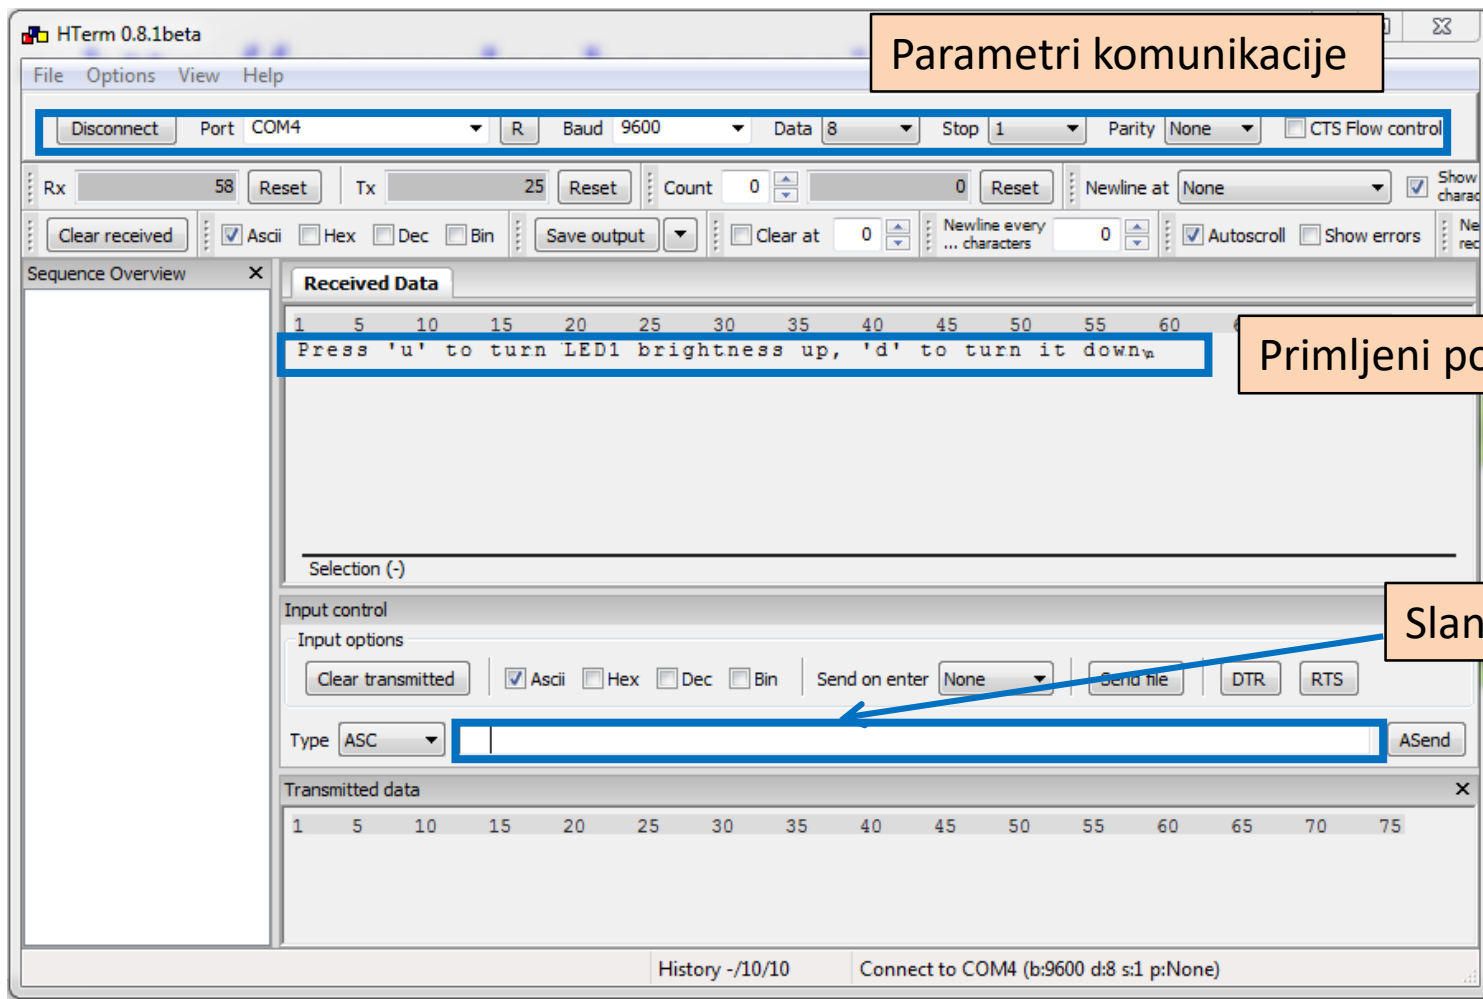 HTerm 0.8.1beta
Parametri komunikacije
File Options View Help
Disconnect Port COM4 R Baud 9600 Data 8 Stop 1 Parity None CTS Flow control
Rx 58 Reset Tx 25 Reset Count 0 0 Reset Newline at None Show
Clear received Ascii Hex Dec Bin Save output Clear at 0 Newline every ... characters 0 Autoscroll Show errors
Sequence Overview
Received Data
1 5 10 15 20 25 30 35 40 45 50 55 60
Press 'u' to turn LED1 brightness up, 'd' to turn it down\n
Primljeni
Selection (-)
Input control
Input options
Clear transmitted Ascii Hex Dec Bin Send on enter None Send file DTR RTS
Type ASC ASend
Transmitted data
1 5 10 15 20 25 30 35 40 45 50 55 60 65 70 75
History -/10/10 Connect to COM4 (b:9600 d:8 s:1 p:None)